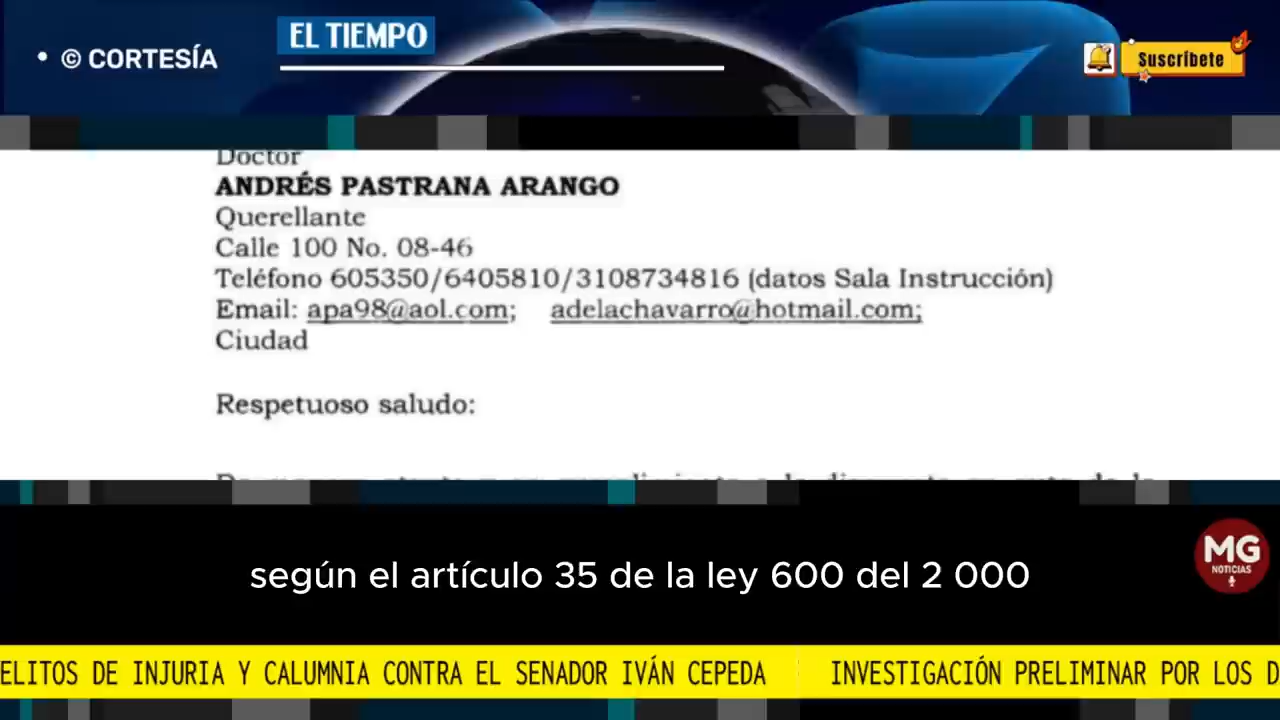 • © CORTESÍA
EL TIEMPO
Suscríbete
Doctor
ANDRÉS PASTRANA ARANGO
Querellante
Calle 100 No. 08-46
Teléfono 605350/6405810/3108734816 (datos Sala Instrucción)
Email: apa98@aol.com; adelachavarro@hotmail.com;
Ciudad
Respetuoso saludo:
según el artículo 35 de la ley 600 del 2 000
MG
NOTICIAS
ELITOS DE INJURIA Y CALUMNIA CONTRA EL SENADOR IVÁN CEPEDA INVESTIGACIÓN PRELIMINAR POR LOS D